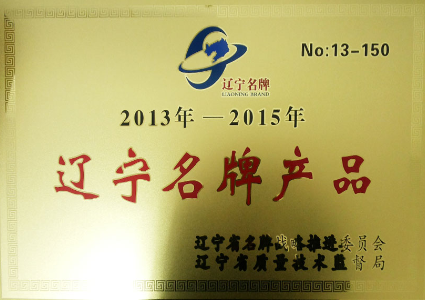 No:13-150
辽宁名牌
LIAONING BRAND
2013年—2015年
辽宁名牌产品
辽宁省名牌战略推进委员会
辽宁省质量技术监督局